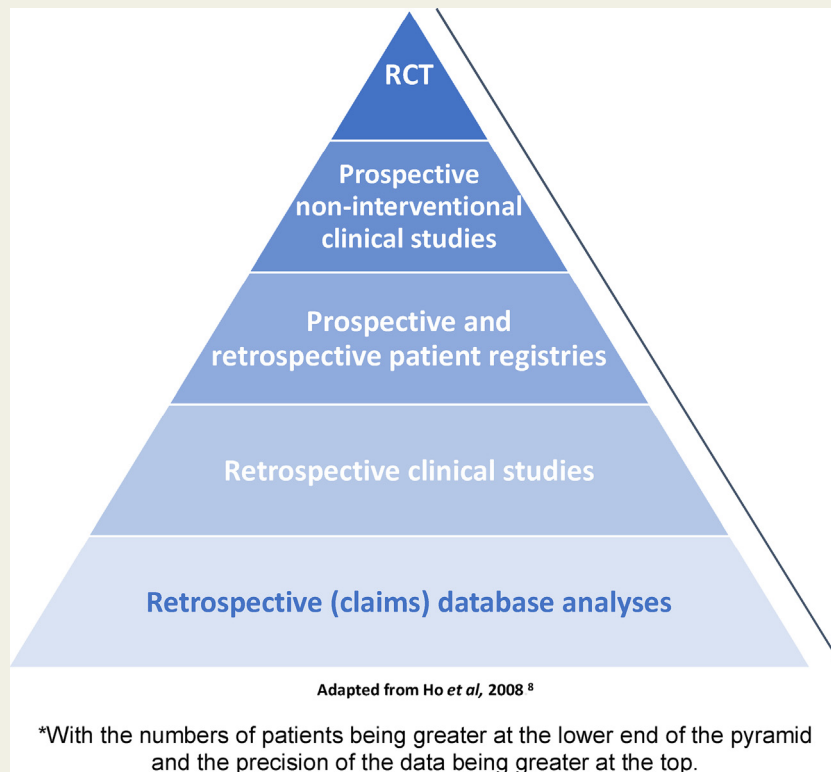 RCT
Prospective
non-interventional
clinical studies
Prospective and
retrospective patient registries
Retrospective clinical studies
Retrospective (claims) database analyses
Adapted from Ho et al, 2008 ⁸
*With the numbers of patients being greater at the lower end of the pyramid
and the precision of the data being greater at the top.